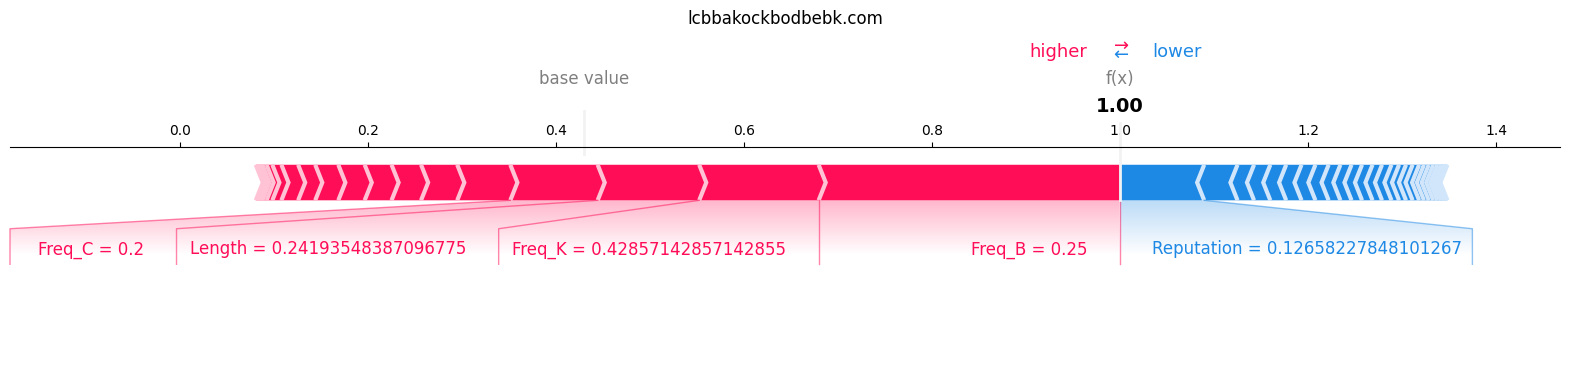 lcbbakockbodbebk.com
higher ⇄ lower
base value f(x)
1.00
0.0 0.2 0.4 0.6 0.8 1.0 1.2 1.4
Freq_C = 0.2 Length = 0.24193548387096775 Freq_K = 0.42857142857142855 Freq_B = 0.25 Reputation = 0.12658227848101267